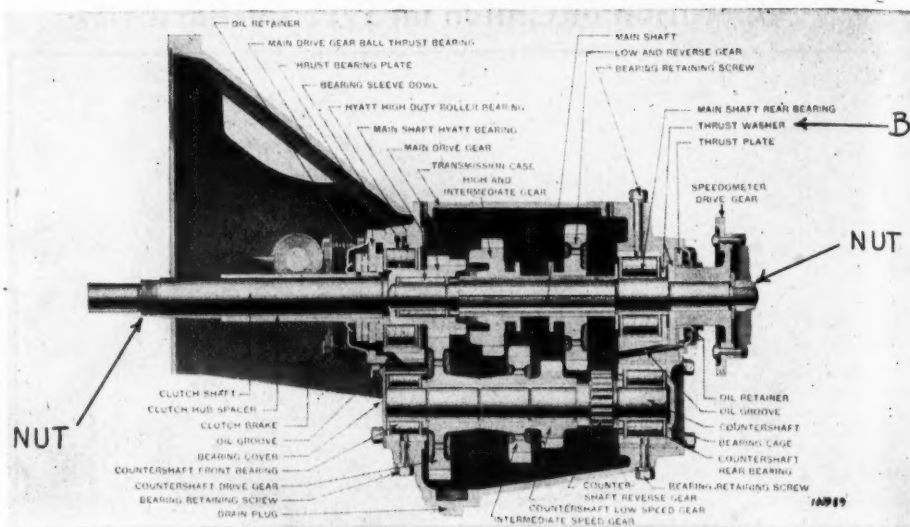 OIL RETAINER
MAIN DRIVE GEAR BALL THRUST BEARING
THRUST BEARING PLATE
BEARING SLEEVE DOWL
HYATT HIGH DUTY ROLLER BEARING
MAIN SHAFT HYATT BEARING
MAIN DRIVE GEAR
TRANSMISSION CASE
HIGH AND
INTERMEDIATE GEAR
MAIN SHAFT
LOW AND REVERSE GEAR
BEARING RETAINING SCREW
MAIN SHAFT REAR BEARING
THRUST WASHER
B
THRUST PLATE
SPEEDOMETER
DRIVE GEAR
NUT
NUT
CLUTCH SHAFT
CLUTCH HUB SPACER
CLUTCH BRAKE
OIL GROOVE
BEARING COVER
COUNTERSHAFT FRONT BEARING
COUNTERSHAFT DRIVE GEAR
BEARING RETAINING SCREW
DRAIN PLUG
OIL RETAINER
OIL GROOVE
COUNTERSHAFT
BEARING CAGE
COUNTERSHAFT
REAR BEARING
BEARING RETAINING SCREW
COUNTER-
SHAFT REVERSE GEAR
COUNTERSHAFT LOW SPEED GEAR
INTERMEDIATE SPEED GEAR